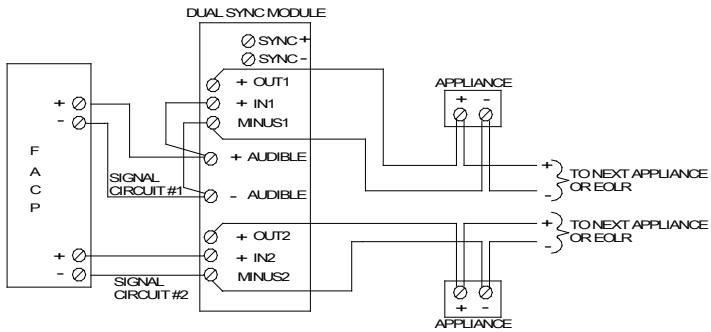 DUAL SYNC MODULE
SYNC +
SYNC -
+ OUT1
+ IN1
MINUS1
+ AUDIBLE
- AUDIBLE
+ OUT2
+ IN2
MINUS2
+
-
F
A
C
P
+
-
SIGNAL
CIRCUIT #1
SIGNAL
CIRCUIT #2
APPLIANCE
+ -
+
-
TO NEXT APPLIANCE
OR EOLR
+
-
TO NEXT APPLIANCE
OR EOLR
+ -
APPLIANCE